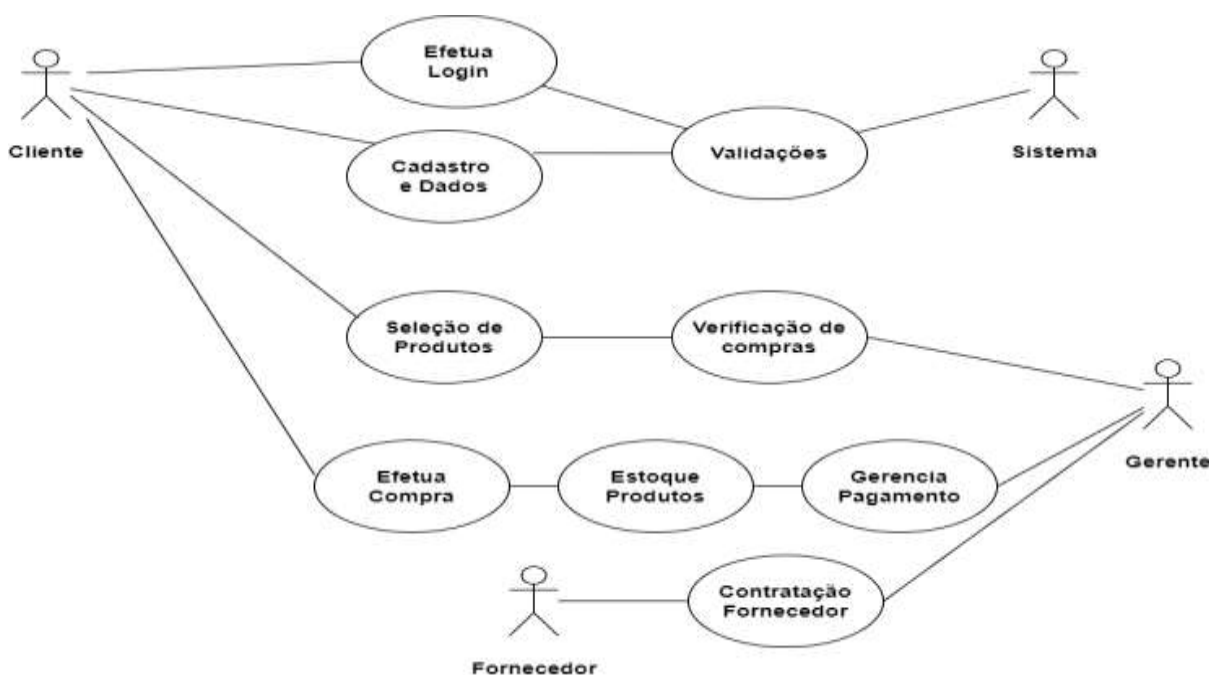 Efetua
Login
Cliente
Cadastro
e Dados
Validações
Sistema
Seleção de
Produtos
Verificação de
compras
Efetua
Compra
Estoque
Produtos
Gerencia
Pagamento
Gerente
Contratação
Fornecedor
Fornecedor